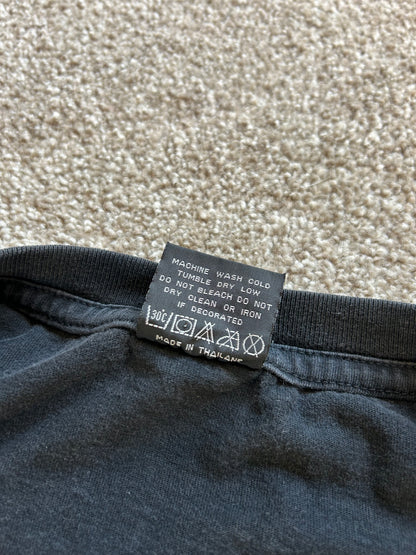 MACHINE WASH COLD
TUMBLE DRY LOW
DO NOT BLEACH DO NOT
DRY CLEAN OR IRON
IF DECORATED
30°C
MADE IN THAILAND